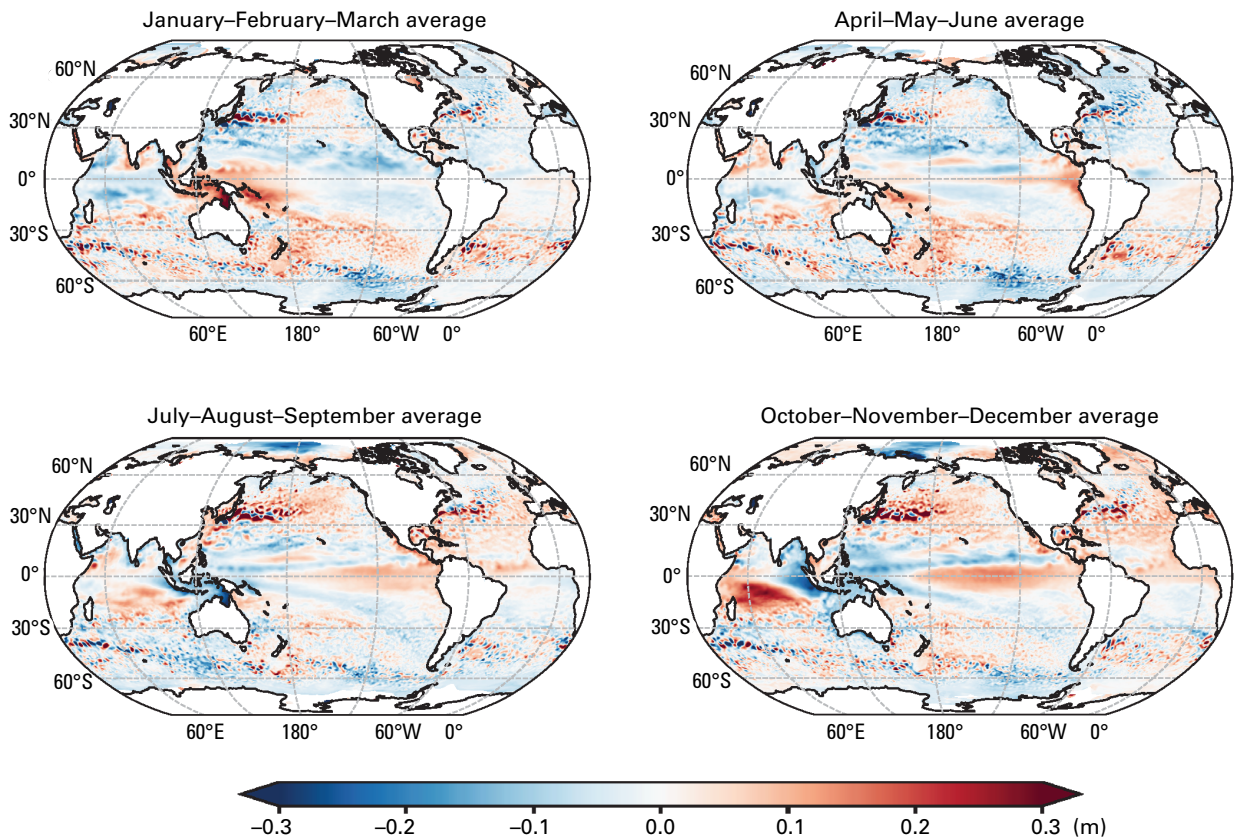 January–February–March average
April–May–June average
60°N
30°N
0°
30°S
60°S
60°E 180° 60°W 0°
60°N
30°N
0°
30°S
60°S
60°E 180° 60°W 0°
July–August–September average
October–November–December average
60°N
30°N
0°
30°S
60°S
60°E 180° 60°W 0°
60°N
30°N
0°
30°S
60°S
60°E 180° 60°W 0°
−0.3 −0.2 −0.1 0.0 0.1 0.2 0.3 (m)